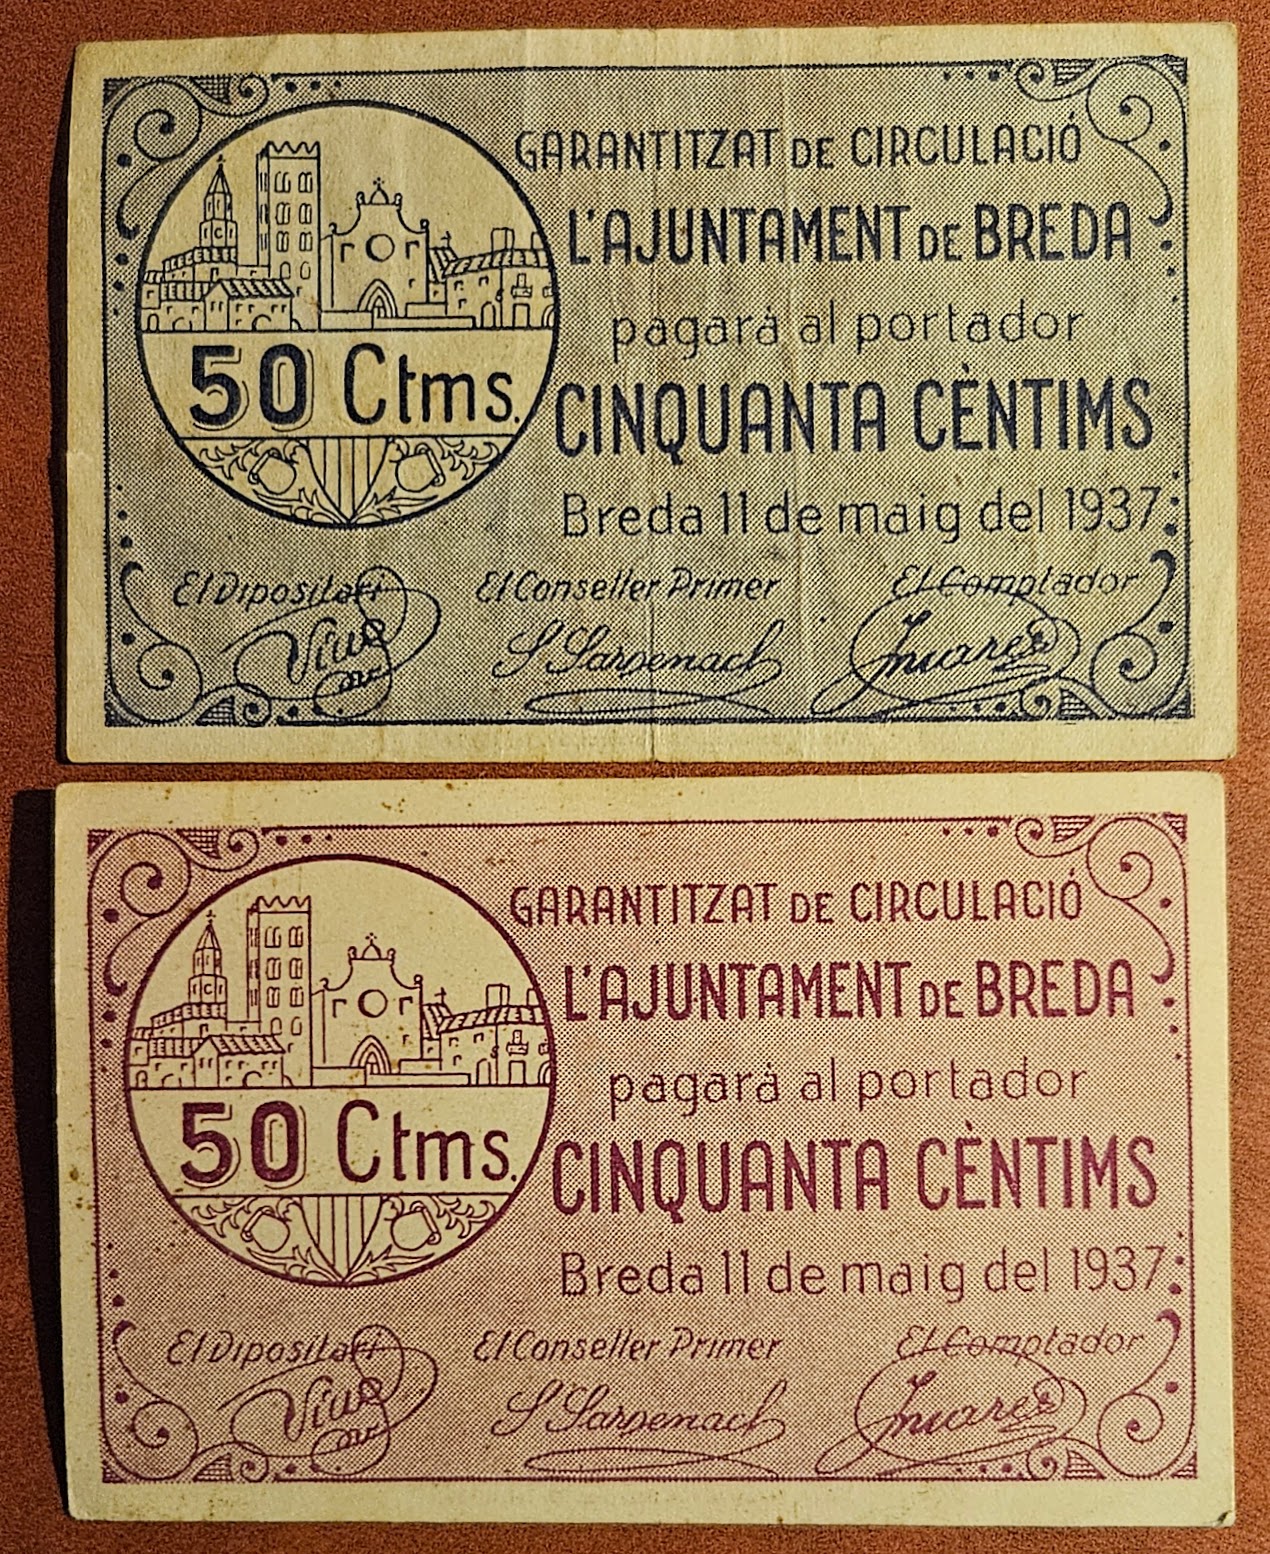 GARANTITZAT DE CIRCULACIÓ
L'AJUNTAMENT DE BREDA
pagarà al portador
CINQUANTA CÈNTIMS
50 Ctms.
Breda 11 de maig del 1937
El Dipositari El Conseller Primer El Comptador
GARANTITZAT DE CIRCULACIÓ
L'AJUNTAMENT DE BREDA
pagarà al portador
CINQUANTA CÈNTIMS
50 Ctms.
Breda 11 de maig del 1937
El Dipositari El Conseller Primer El Comptador